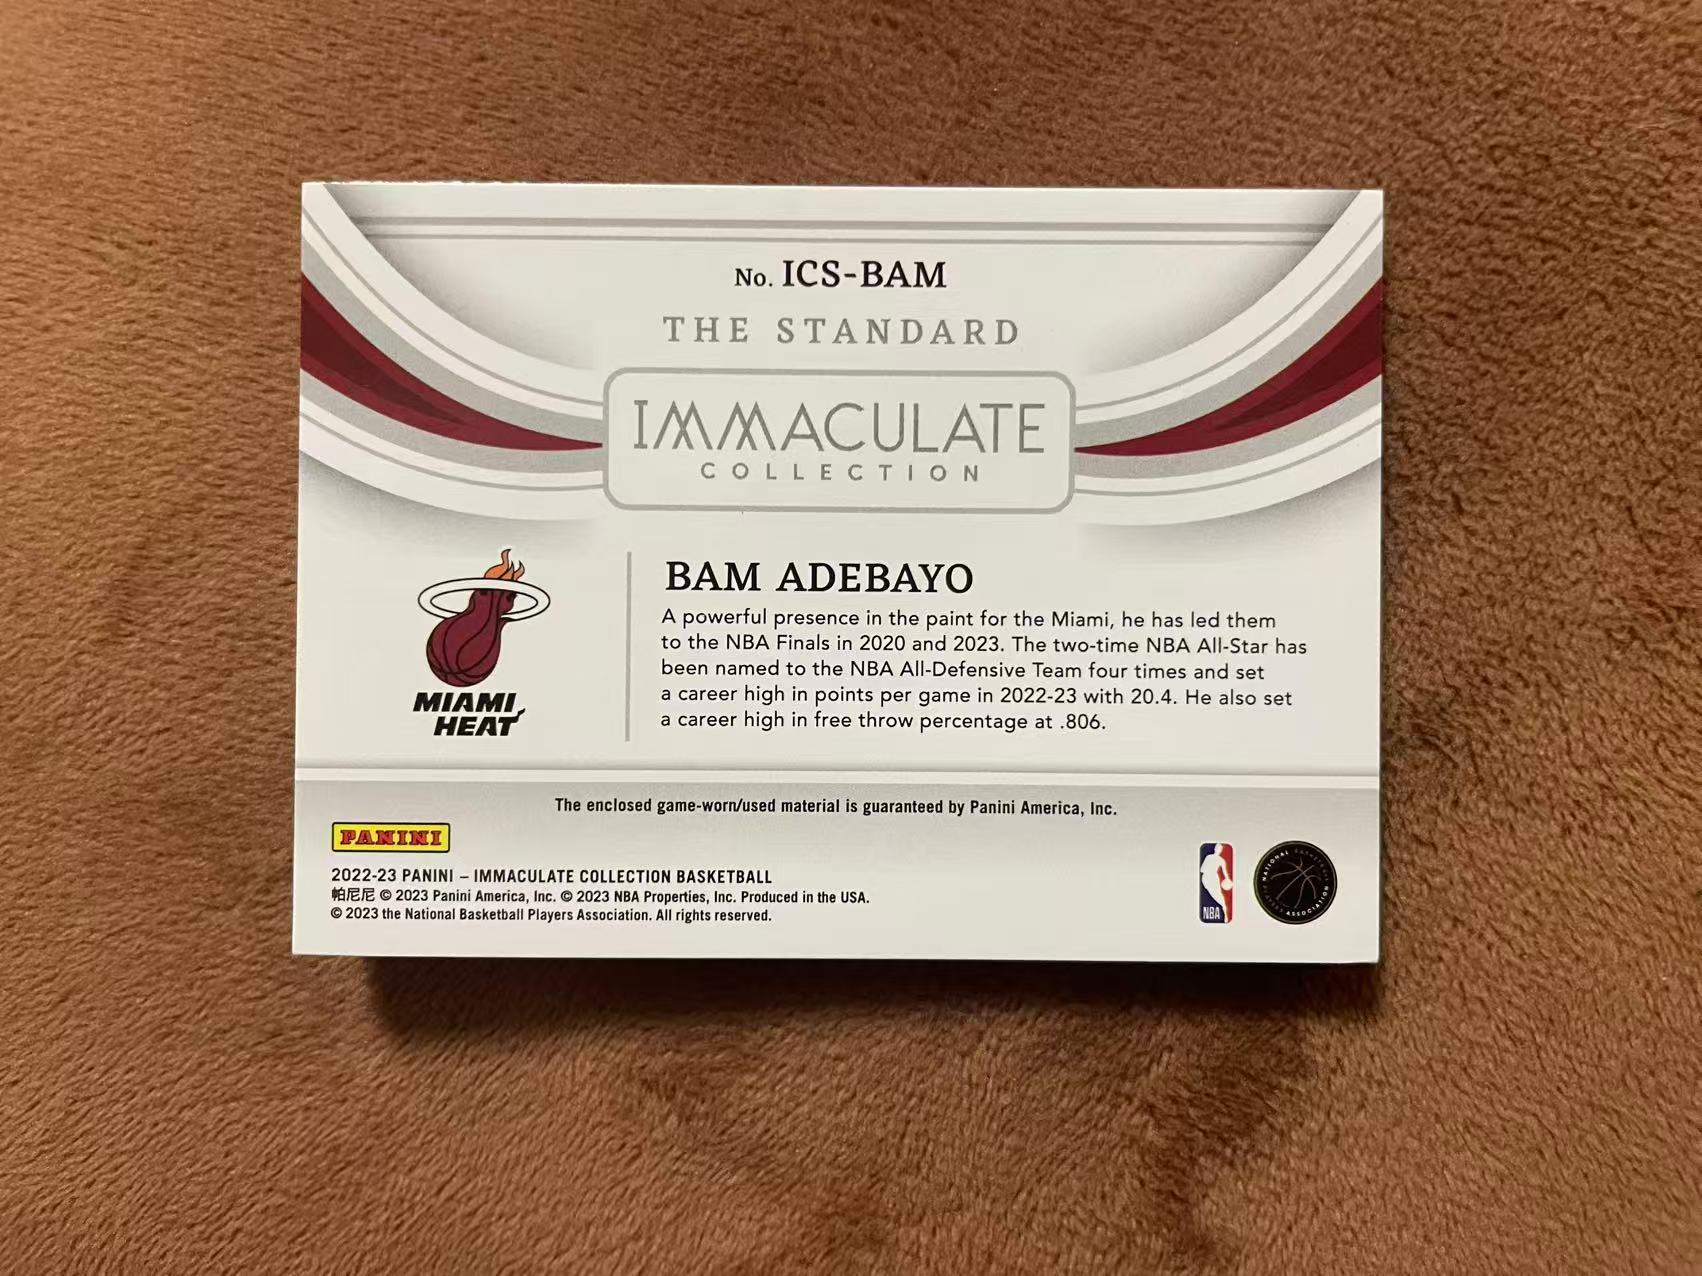 No. ICS-BAM
THE STANDARD
IMMACULATE
COLLECTION
BAM ADEBAYO
A powerful presence in the paint for the Miami, he has led them
to the NBA Finals in 2020 and 2023. The two-time NBA All-Star has
been named to the NBA All-Defensive Team four times and set
a career high in points per game in 2022-23 with 20.4. He also set
a career high in free throw percentage at .806.
MIAMI
HEAT
The enclosed game-worn/used material is guaranteed by Panini America, Inc.
PANINI
2022-23 PANINI – IMMACULATE COLLECTION BASKETBALL
帕尼尼 © 2023 Panini America, Inc. © 2023 NBA Properties, Inc. Produced in the USA.
© 2023 the National Basketball Players Association. All rights reserved.
NBA
NATIONAL BASKETBALL
PLAYERS ASSOCIATION